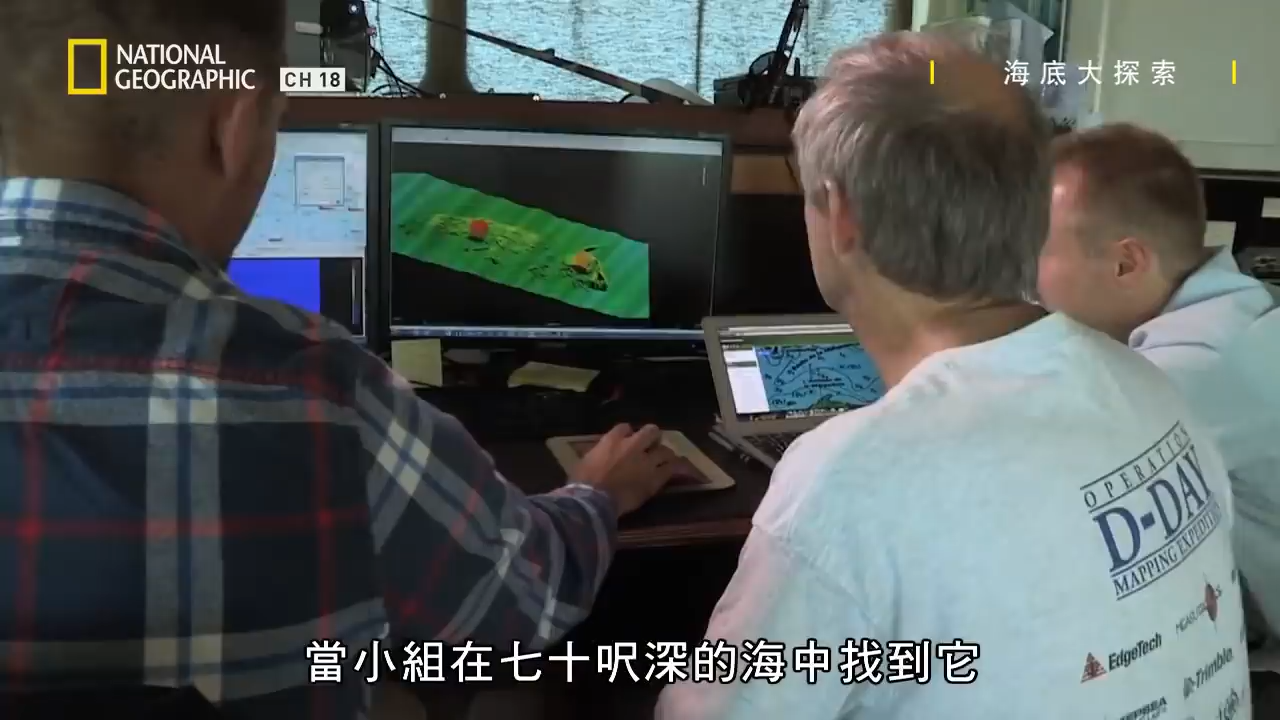 NATIONAL
GEOGRAPHIC
CH 18
海底大探索
OPERATION
D-DAY
MAPPING EXPEDITION
EdgeTech
Trimble
當小組在七十呎深的海中找到它